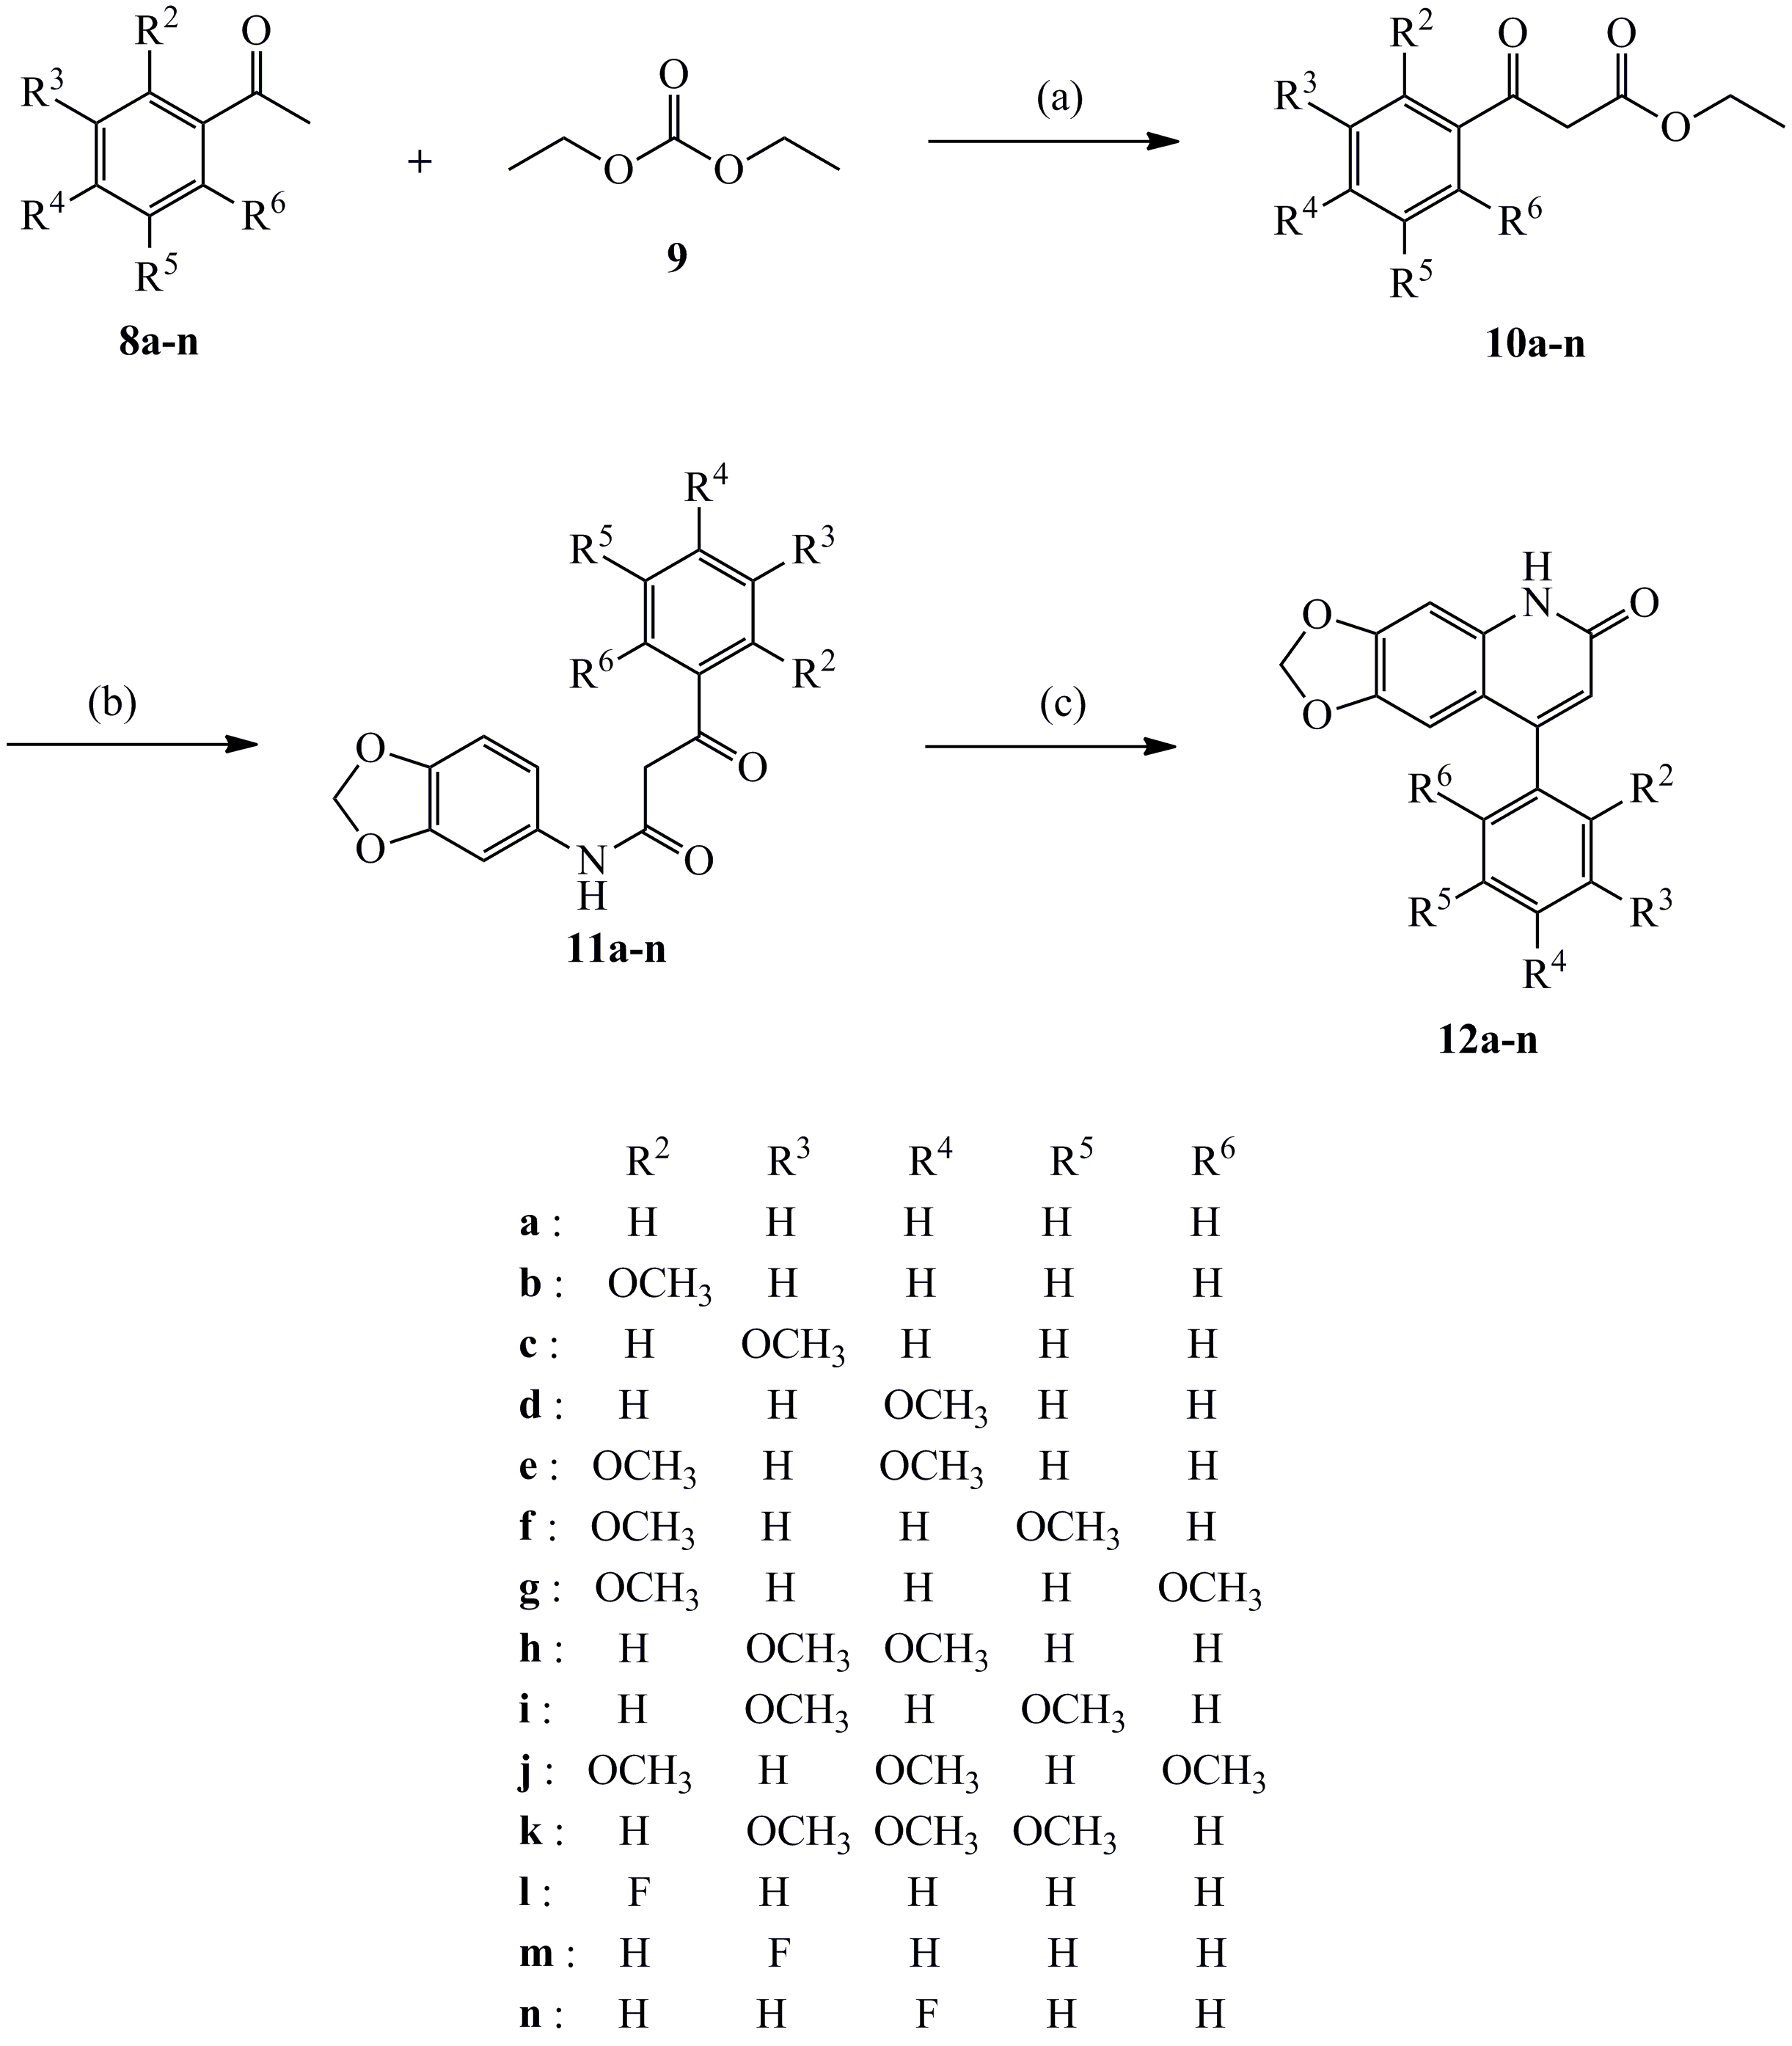 R² O
R³
R⁴ R⁶
R⁵
8a-n
+
O
O O
9
(a)
R² O O
R³
O
R⁴ R⁶
R⁵
10a-n
(b)
R⁴
R⁵ R³
R⁶ R²
O
O
O
O
N
H
11a-n
(c)
H
N
O
O
O
R⁶ R²
R⁵ R³
R⁴
12a-n
R² R³ R⁴ R⁵ R⁶
a : H H H H H
b : OCH₃ H H H H
c : H OCH₃ H H H
d : H H OCH₃ H H
e : OCH₃ H OCH₃ H H
f : OCH₃ H H OCH₃ H
g : OCH₃ H H H OCH₃
h : H OCH₃ OCH₃ H H
i : H OCH₃ H OCH₃ H
j : OCH₃ H OCH₃ H OCH₃
k : H OCH₃ OCH₃ OCH₃ H
l : F H H H H
m : H F H H H
n : H H F H H